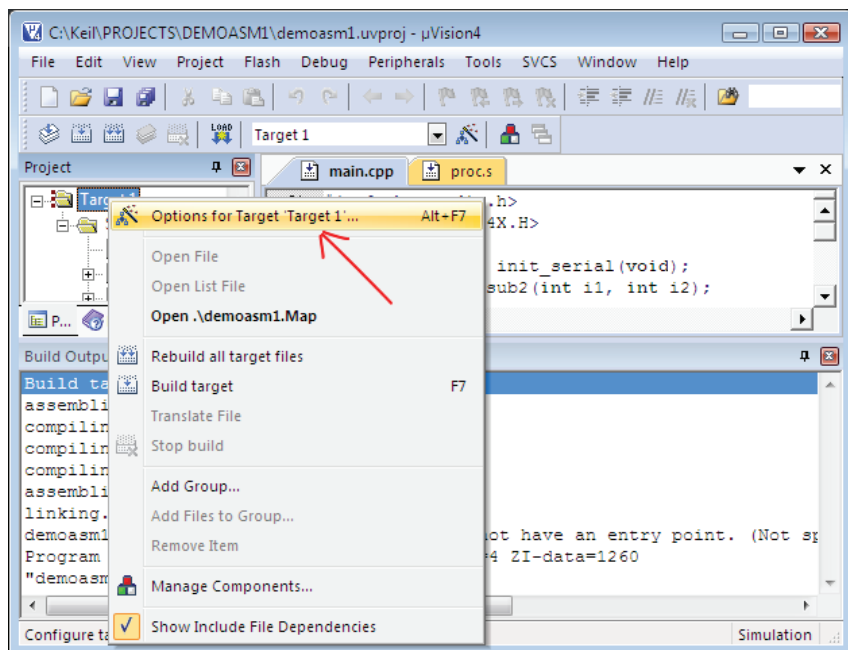 C:\Keil\PROJECTS\DEMOASM1\demoasm1.uvproj - µVision4
File Edit View Project Flash Debug Peripherals Tools SVCS Window Help
LOAD Target 1
Project main.cpp proc.s
.h>
Options for Target 'Target 1'... Alt+F7
4X.H>
Open File
init_serial(void);
Open List File
sub2(int i1, int i2);
P...
Open .\demoasm1.Map
Build Outpu
Rebuild all target files
Build ta
Build target F7
assembli
Translate File
compilin
compilin
Stop build
compilin
assembli
Add Group...
linking.
Add Files to Group...
demoasm1
ot have an entry point. (Not sp
Remove Item
Program
=4 ZI-data=1260
"demoasm
Manage Components...
Configure ta
Show Include File Dependencies
Simulation